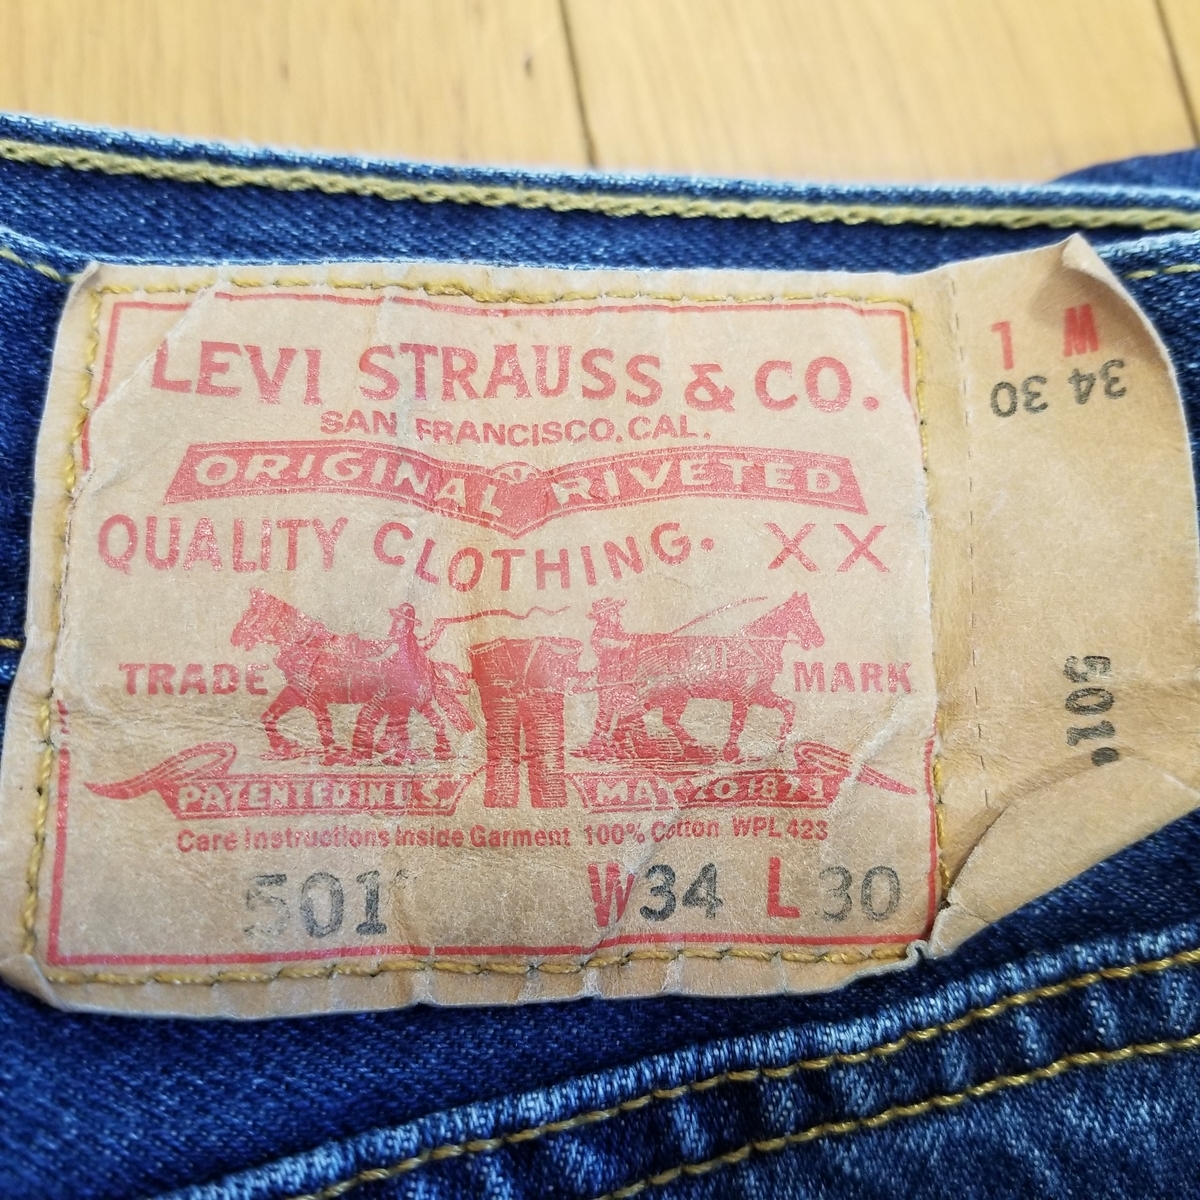 LEVI STRAUSS & CO.
SAN FRANCISCO, CAL.
ORIGINAL RIVETED
QUALITY CLOTHING. XX
TRADE MARK
PATENTED IN U.S. MAY 20 1873
Care Instructions Inside Garment 100% Cotton WPL 423
501 W34 L30
W L
34 30
501